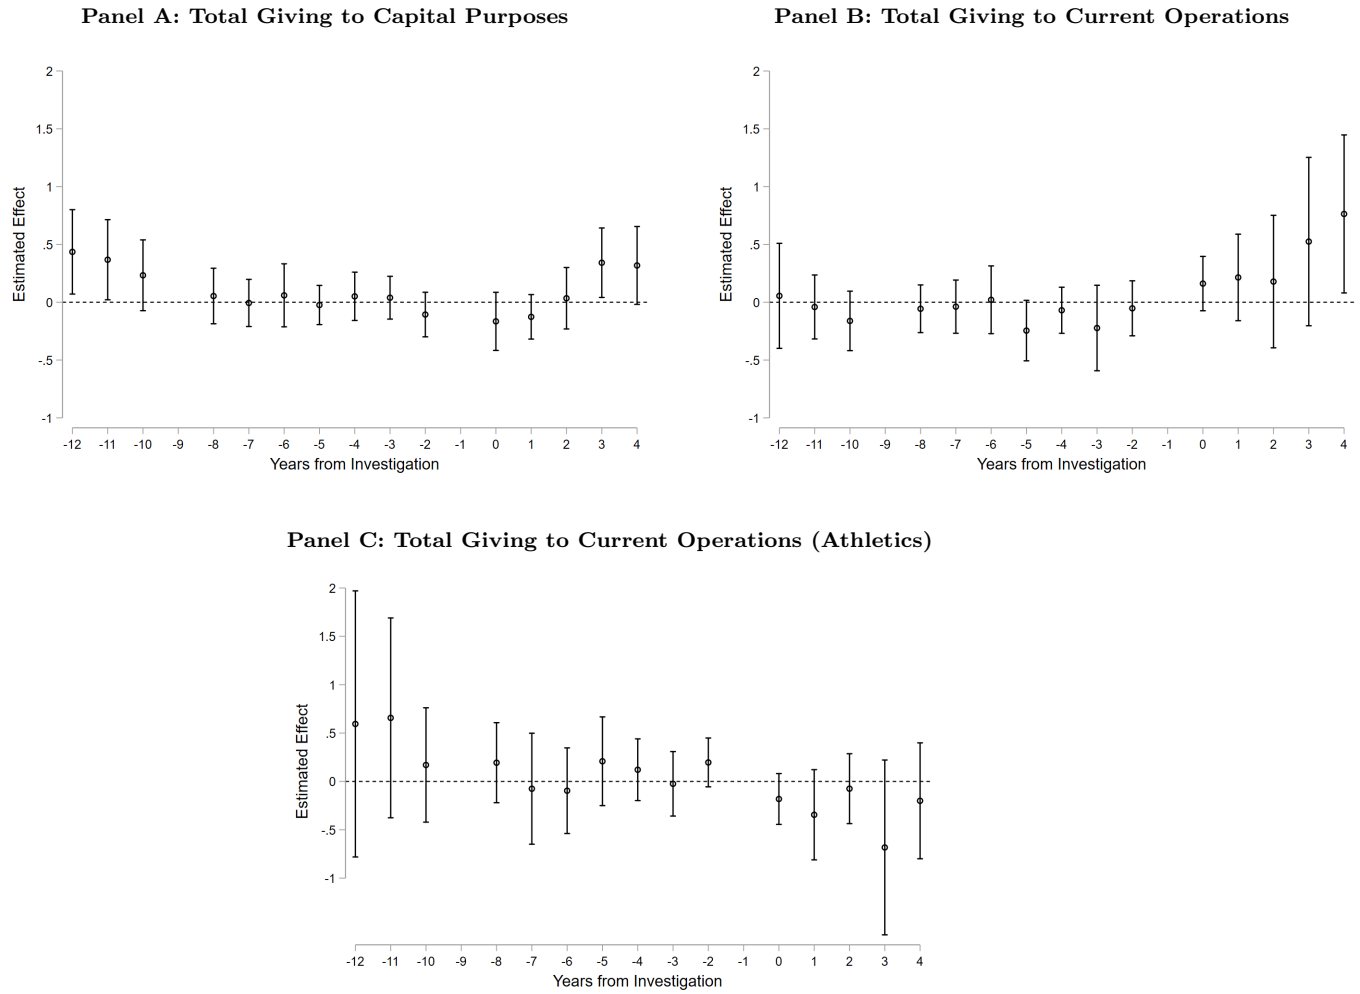 Panel A: Total Giving to Capital Purposes
2
1.5
1
.5
0
-.5
-1
Estimated Effect
-12 -11 -10 -9 -8 -7 -6 -5 -4 -3 -2 -1 0 1 2 3 4
Years from Investigation
Panel B: Total Giving to Current Operations
2
1.5
1
.5
0
-.5
-1
Estimated Effect
-12 -11 -10 -9 -8 -7 -6 -5 -4 -3 -2 -1 0 1 2 3 4
Years from Investigation
Panel C: Total Giving to Current Operations (Athletics)
2
1.5
1
.5
0
-.5
-1
Estimated Effect
-12 -11 -10 -9 -8 -7 -6 -5 -4 -3 -2 -1 0 1 2 3 4
Years from Investigation